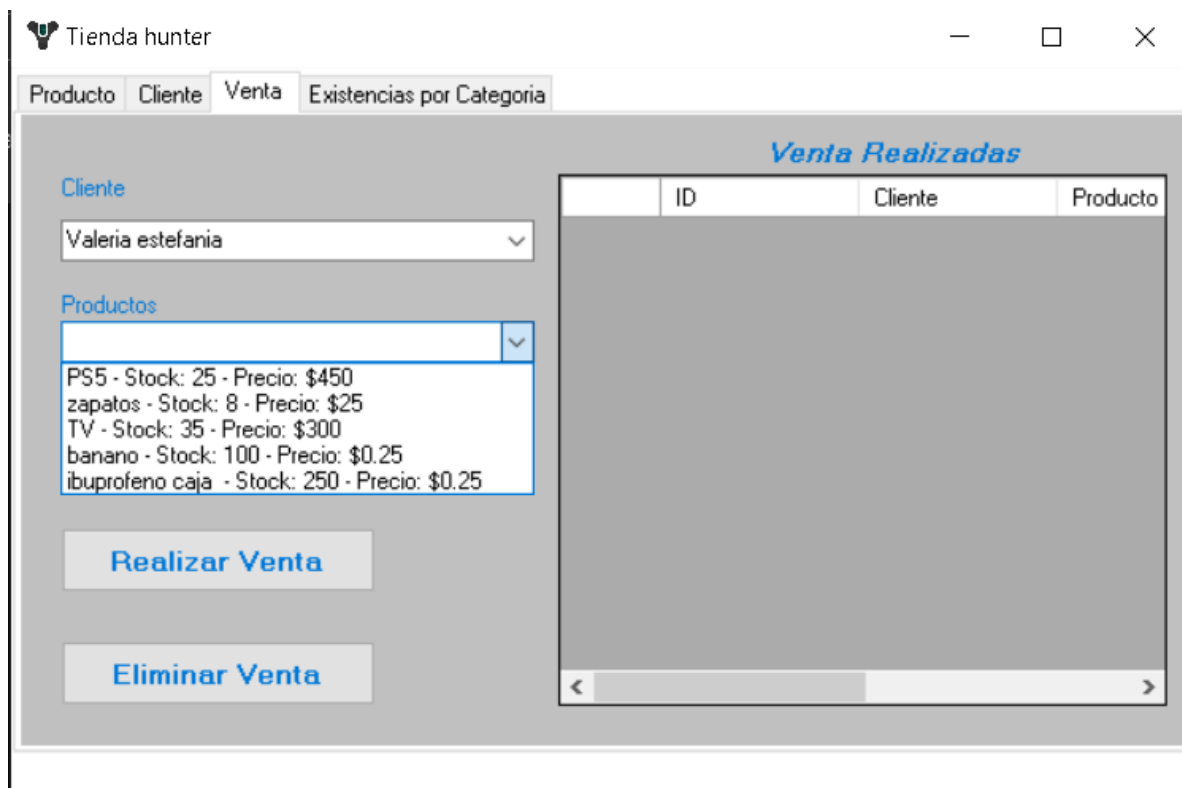 Tienda hunter
Producto Cliente Venta Existencias por Categoria
Venta Realizadas
Cliente
Valeria estefania
Productos
PS5 - Stock: 25 - Precio: $450
zapatos - Stock: 8 - Precio: $25
TV - Stock: 35 - Precio: $300
banano - Stock: 100 - Precio: $0.25
ibuprofeno caja  - Stock: 250 - Precio: $0.25
Realizar Venta
Eliminar Venta
ID Cliente Producto